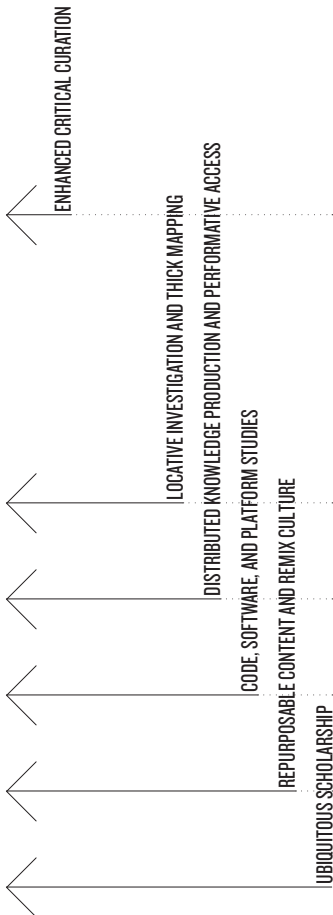 ENHANCED CRITICAL CURATION
LOCATIVE INVESTIGATION AND THICK MAPPING
DISTRIBUTED KNOWLEDGE PRODUCTION AND PERFORMATIVE ACCESS
CODE, SOFTWARE, AND PLATFORM STUDIES
REPURPOSABLE CONTENT AND REMIX CULTURE
UBIQUITOUS SCHOLARSHIP